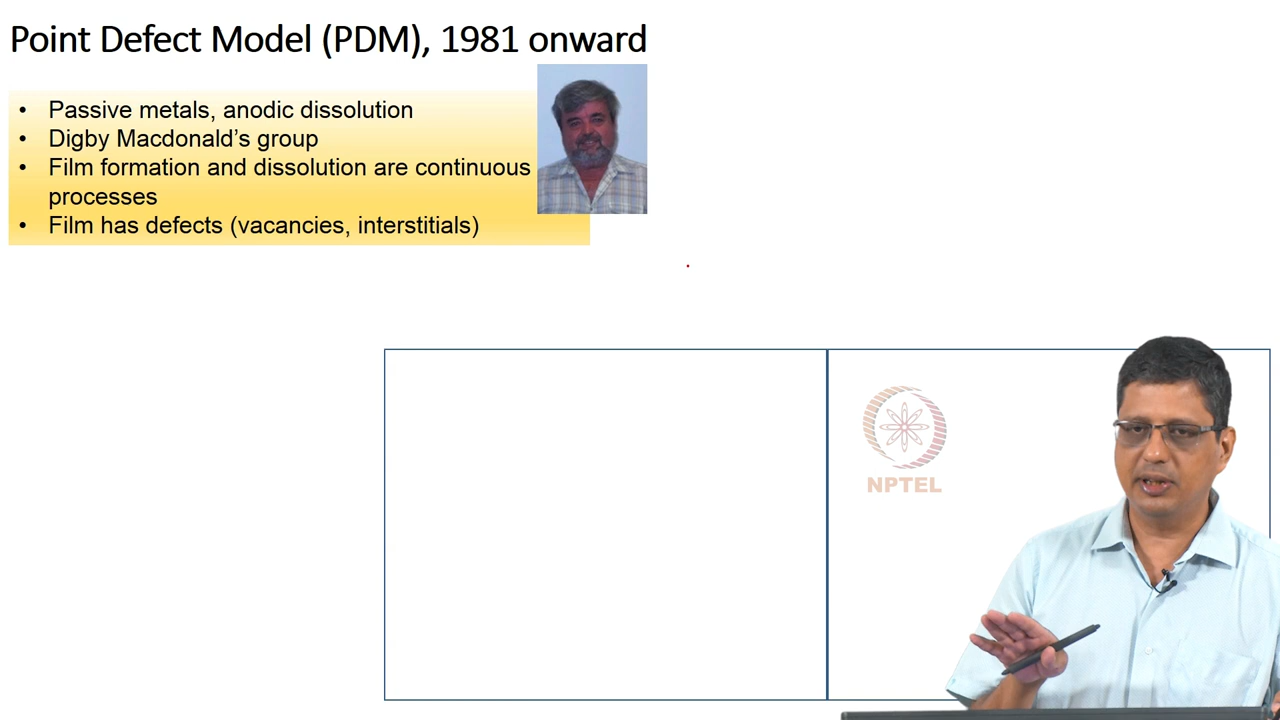 Point Defect Model (PDM), 1981 onward
• Passive metals, anodic dissolution
• Digby Macdonald’s group
• Film formation and dissolution are continuous
processes
• Film has defects (vacancies, interstitials)
NPTEL